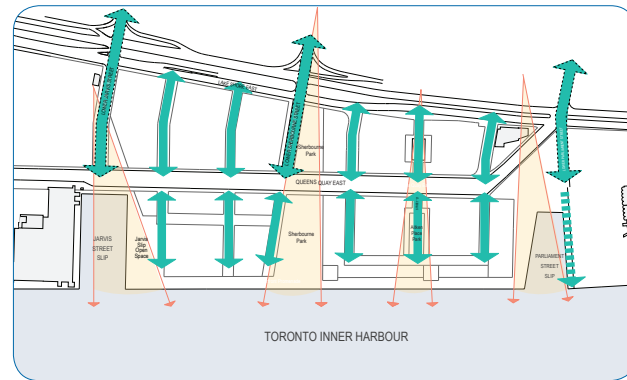 LAKE SHORE EAST
Sherbourne
Park
QUEENS QUAY EAST
JARVIS
STREET
SLIP
Jarvis
Slip
Open
Space
Sherbourne
Park
Aitken
Place
Park
PARLIAMENT
STREET
SLIP
TORONTO INNER HARBOUR